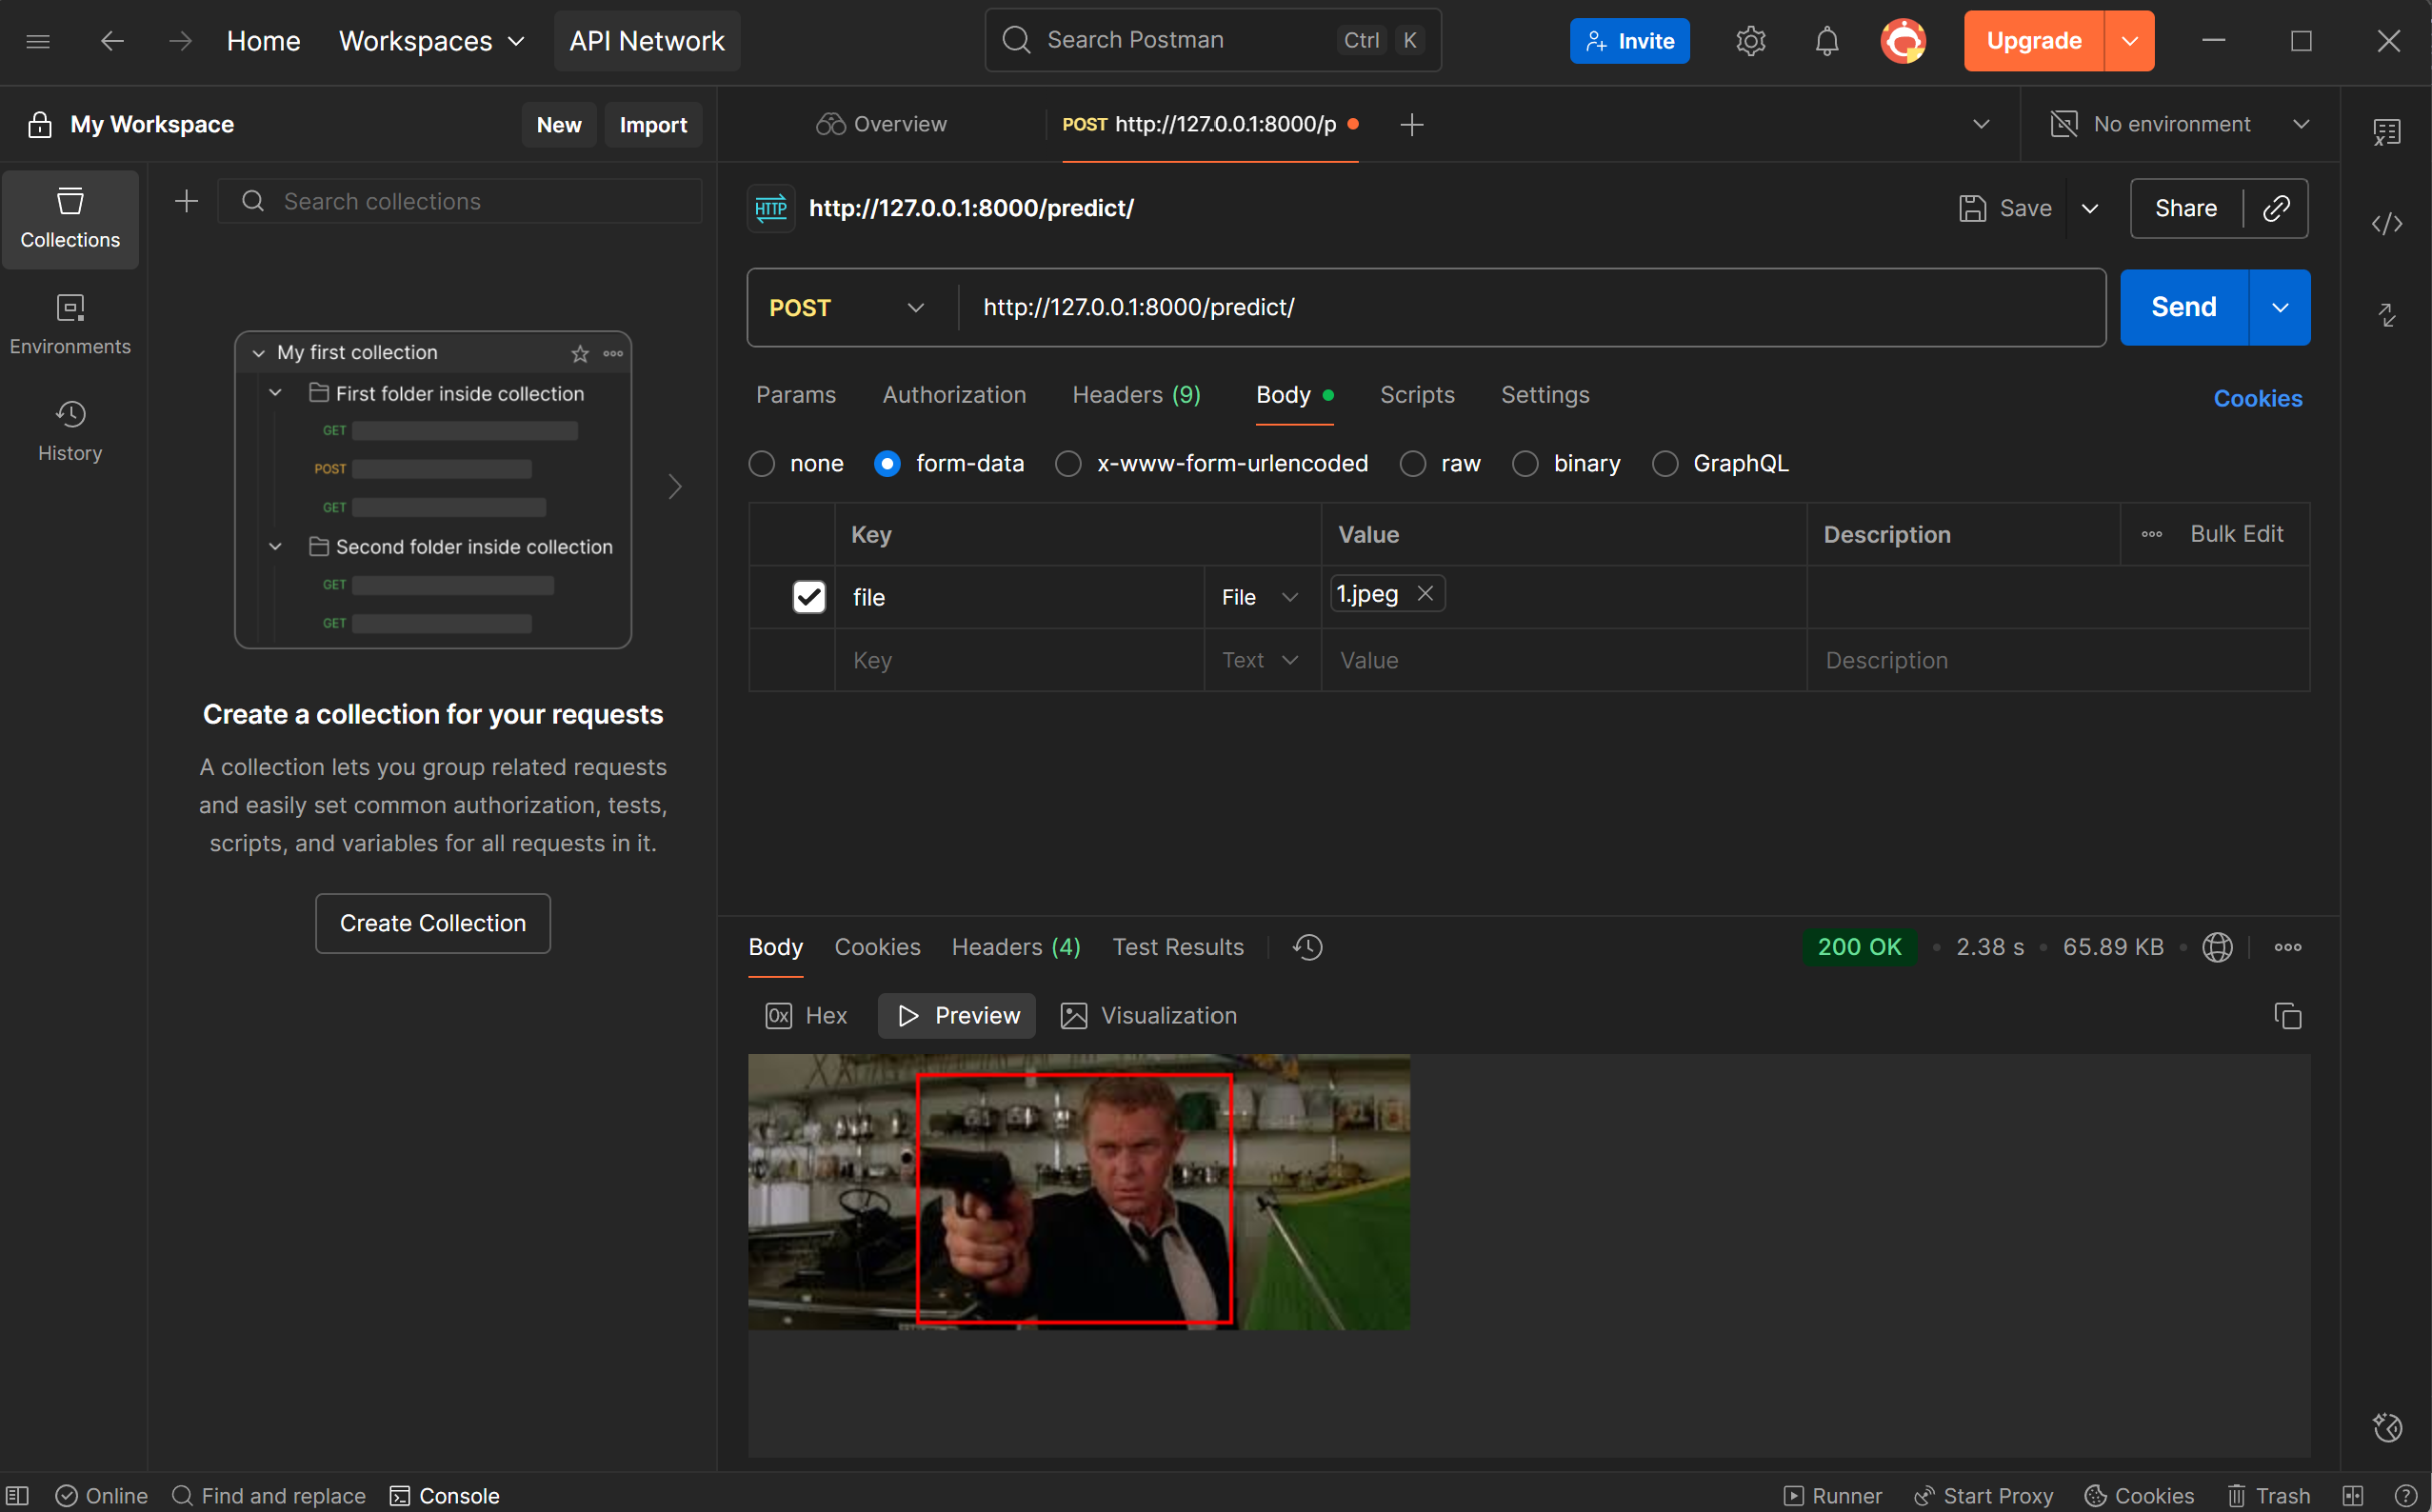 Home Workspaces API Network Search Postman Ctrl K Invite Upgrade
My Workspace New Import Overview POST http://127.0.0.1:8000/p No environment
Collections
Environments
History
Search collections
My first collection
First folder inside collection
GET
POST
GET
Second folder inside collection
GET
GET
Create a collection for your requests
A collection lets you group related requests
and easily set common authorization, tests,
scripts, and variables for all requests in it.
Create Collection
HTTP http://127.0.0.1:8000/predict/ Save Share
POST http://127.0.0.1:8000/predict/ Send
Params Authorization Headers (9) Body Scripts Settings Cookies
none form-data x-www-form-urlencoded raw binary GraphQL
Key Value Description Bulk Edit
file File 1.jpeg
Key Text Value Description
Body Cookies Headers (4) Test Results 200 OK 2.38 s 65.89 KB
0x Hex Preview Visualization
Online Find and replace Console Runner Start Proxy Cookies Trash